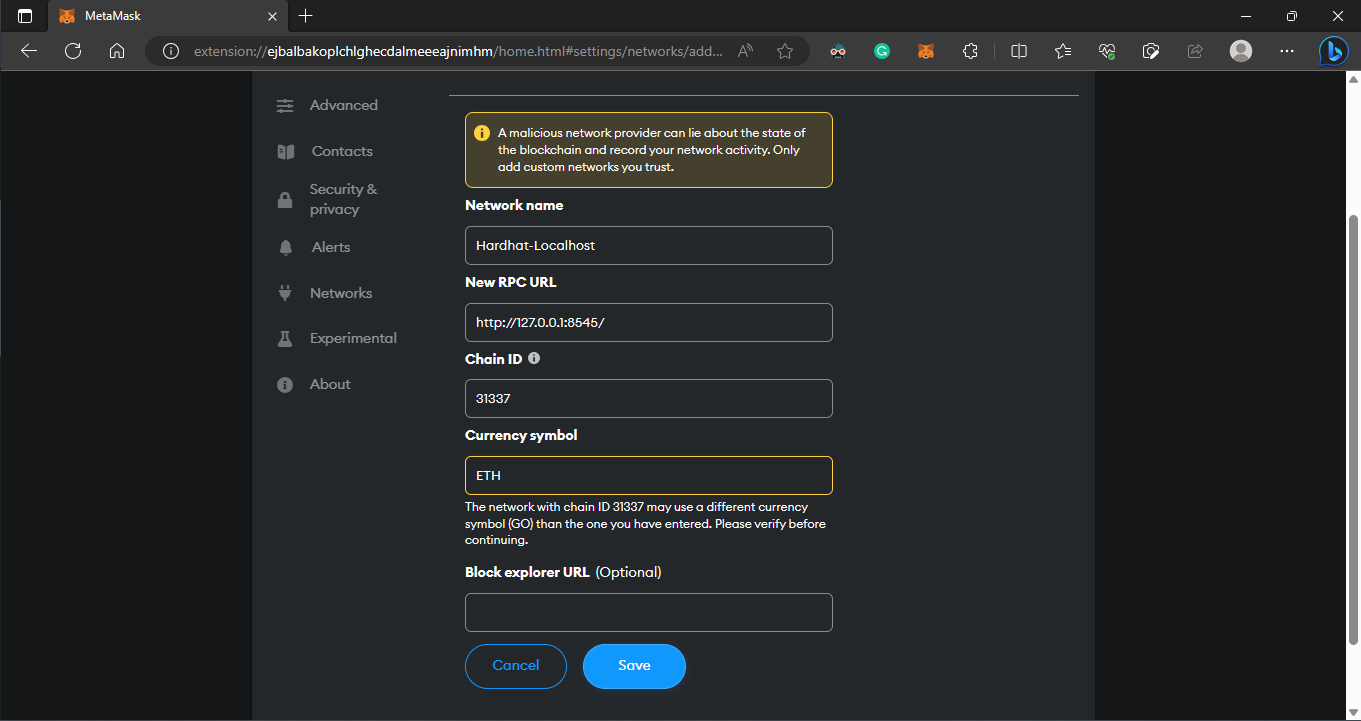 MetaMask
extension://ejbalbakoplchlghecdalmeeeajnimhm/home.html#settings/networks/add...
Advanced
Contacts
Security &
privacy
Alerts
Networks
Experimental
About
A malicious network provider can lie about the state of
the blockchain and record your network activity. Only
add custom networks you trust.
Network name
Hardhat-Localhost
New RPC URL
http://127.0.0.1:8545/
Chain ID
31337
Currency symbol
ETH
The network with chain ID 31337 may use a different currency
symbol (GO) than the one you have entered. Please verify before
continuing.
Block explorer URL (Optional)
Cancel
Save